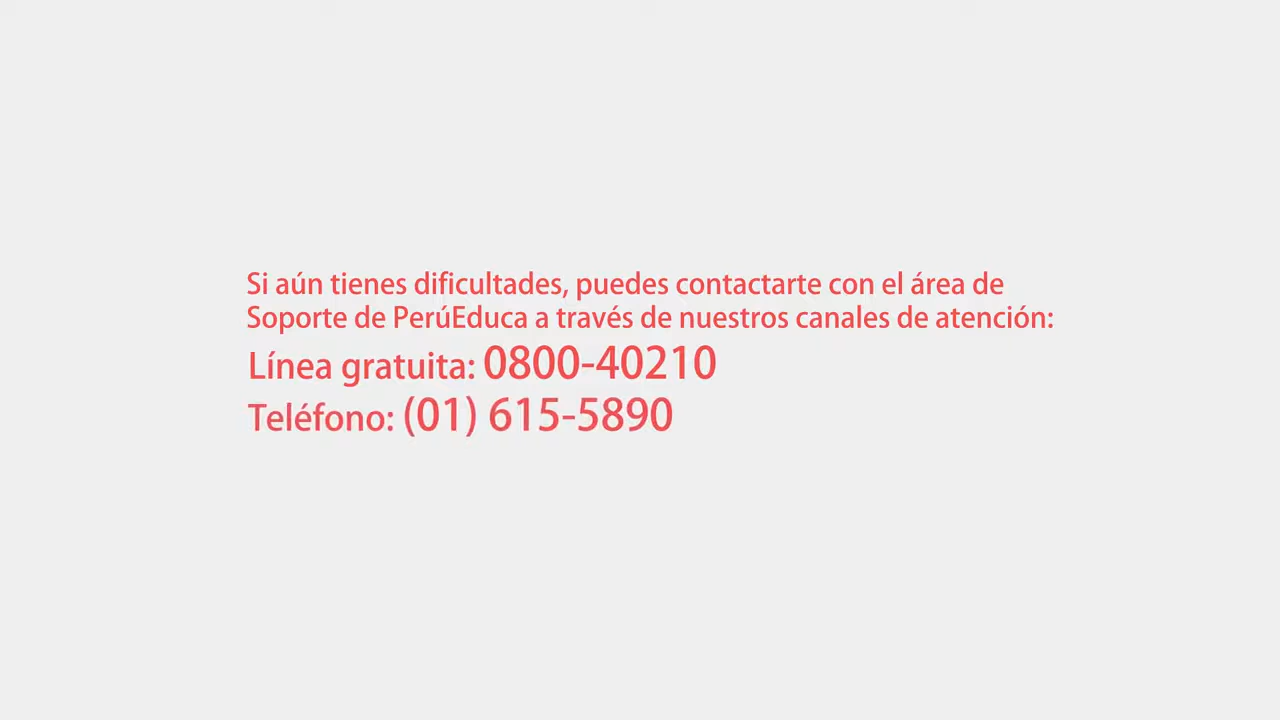 Si aún tienes dificultades, puedes contactarte con el área de
Soporte de PerúEduca a través de nuestros canales de atención:
Línea gratuita: 0800-40210
Teléfono: (01) 615-5890